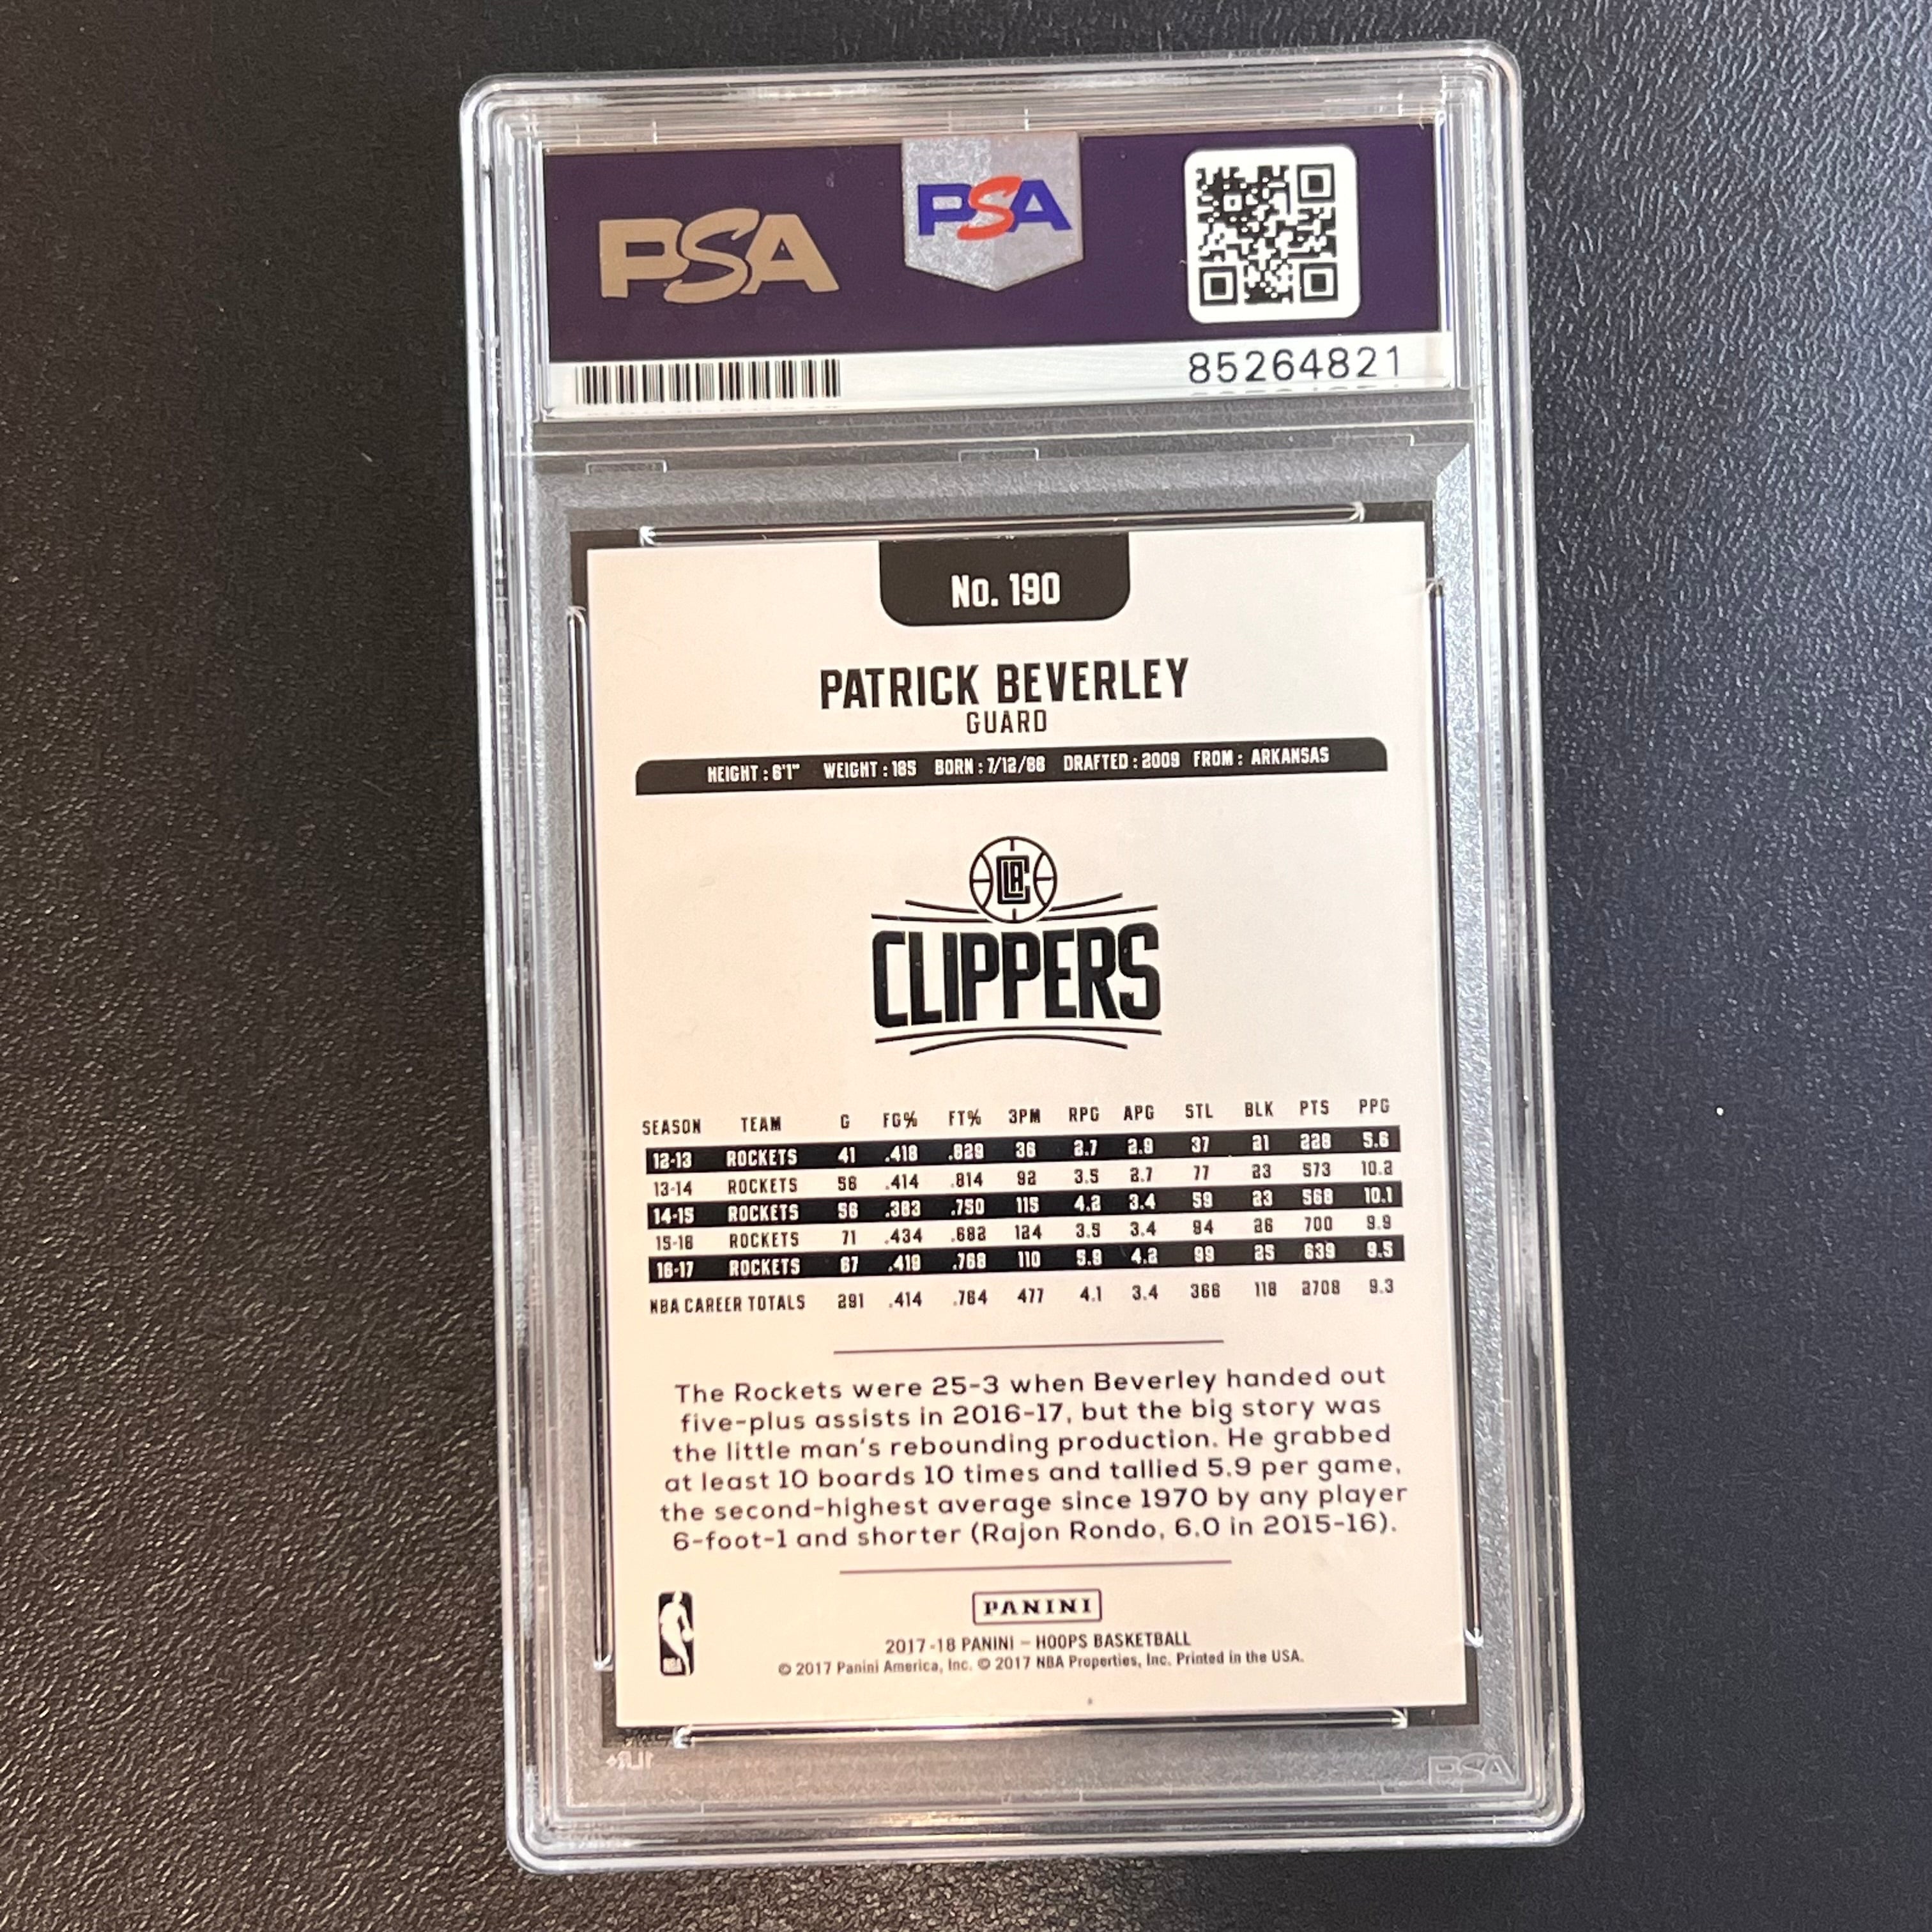 PSA PSA
85264821
No. 190
PATRICK BEVERLEY
GUARD
HEIGHT : 6'1" WEIGHT : 185 BORN : 7/12/88 DRAFTED : 2009 FROM : ARKANSAS
LAC
CLIPPERS
SEASON TEAM G FG% FT% 3PM RPG APG STL BLK PTS PPG
12-13 ROCKETS 41 .418 .829 36 2.7 2.9 37 21 228 5.6
13-14 ROCKETS 56 .414 .814 92 3.5 2.7 77 23 573 10.2
14-15 ROCKETS 56 .383 .750 115 4.2 3.4 59 23 568 10.1
15-16 ROCKETS 71 .434 .682 124 3.5 3.4 94 26 700 9.9
16-17 ROCKETS 67 .419 .768 110 5.9 4.2 99 25 639 9.5
NBA CAREER TOTALS 291 .414 .764 477 4.1 3.4 366 118 2708 9.3
The Rockets were 25-3 when Beverley handed out
five-plus assists in 2016-17, but the big story was
the little man's rebounding production. He grabbed
at least 10 boards 10 times and tallied 5.9 per game,
the second-highest average since 1970 by any player
6-foot-1 and shorter (Rajon Rondo, 6.0 in 2015-16).
PANINI
NBA
2017-18 PANINI – HOOPS BASKETBALL
© 2017 Panini America, Inc. © 2017 NBA Properties, Inc. Printed in the USA.
PSA